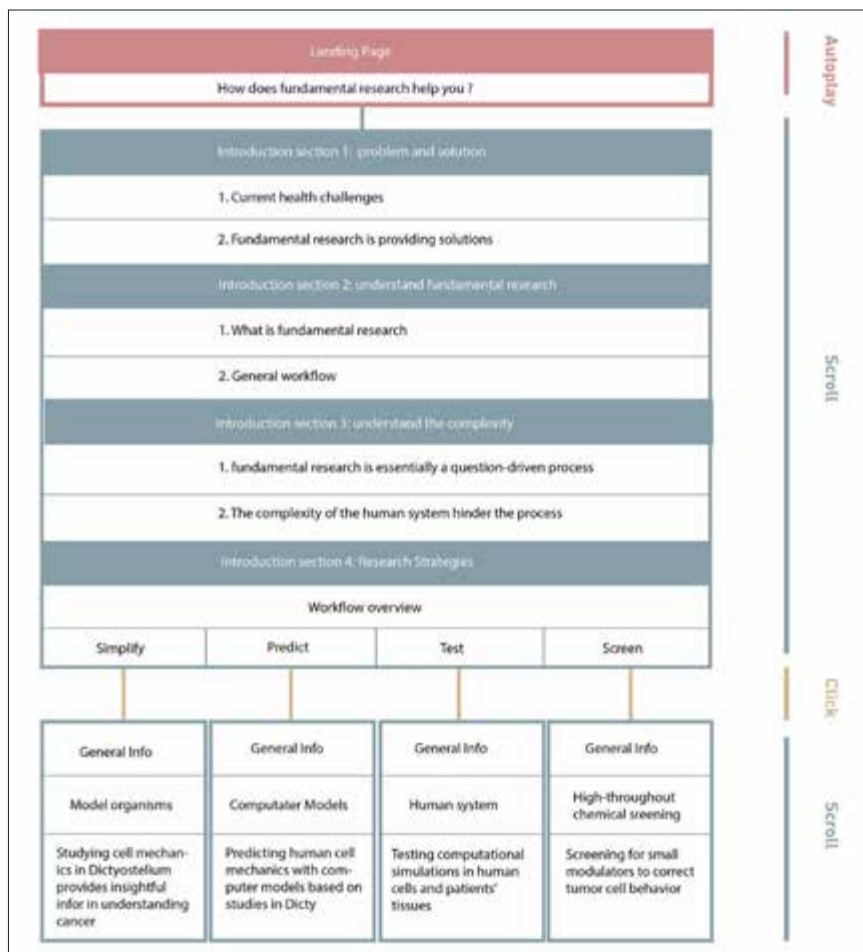 Landing Page
How does fundamental research help you ?
Introduction section 1: problem and solution
1. Current health challenges
2. Fundamental research is providing solutions
Introduction section 2: understand fundamental research
1. What is fundamental research
2. General workflow
Introduction section 3: understand the complexity
1. fundamental research is essentially a question-driven process
2. The complexity of the human system hinder the process
Introduction section 4: Research Strategies
Workflow overview
Simplify
Predict
Test
Screen
General Info
Model organisms
Studying cell mechan-
ics in Dictyostelium
provides insightful
infor in understanding
cancer
General Info
Computater Models
Predicting human cell
mechanics with com-
puter models based on
studies in Dicty
General Info
Human system
Testing computational
simulations in human
cells and patients'
tissues
General Info
High-throughout
chemical sreening
Screening for small
modulators to correct
tumor cell behavior
Autoplay
Scroll
Click
Scroll